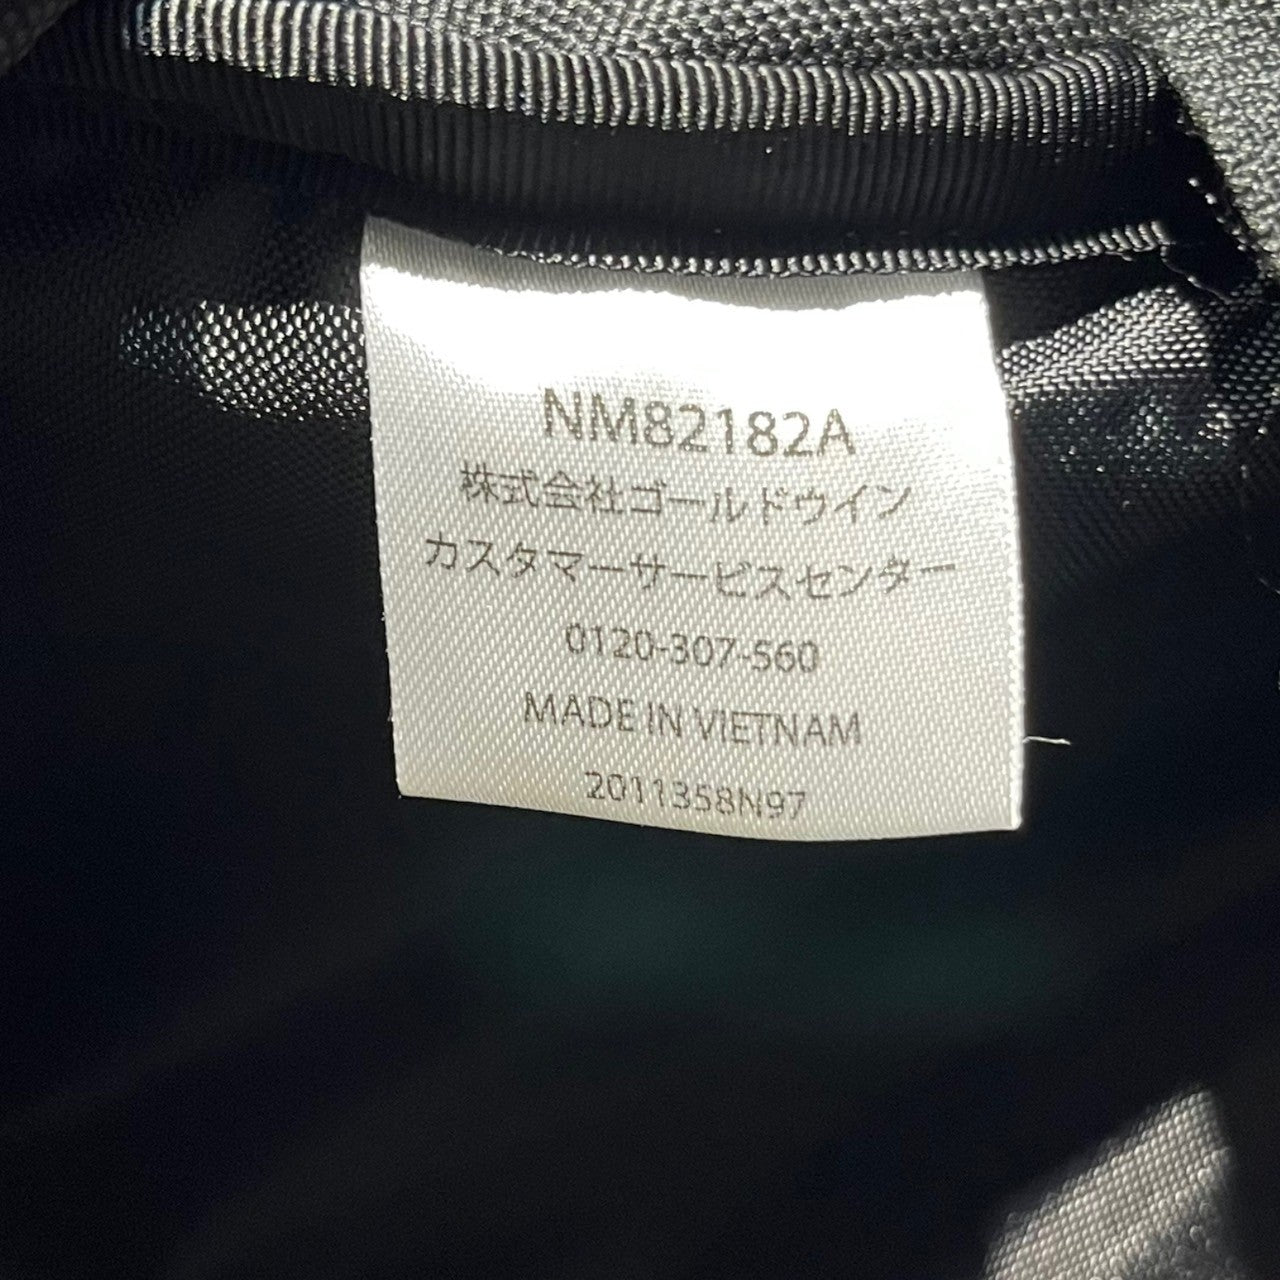 NM82182A
株式会社ゴールドウイン
カスタマーサービスセンター
0120-307-560
MADE IN VIETNAM
2011358N97